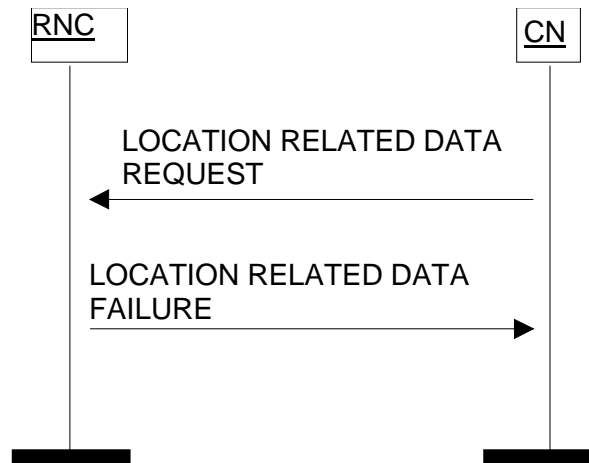 RNC
CN
LOCATION RELATED DATA
REQUEST
LOCATION RELATED DATA
FAILURE